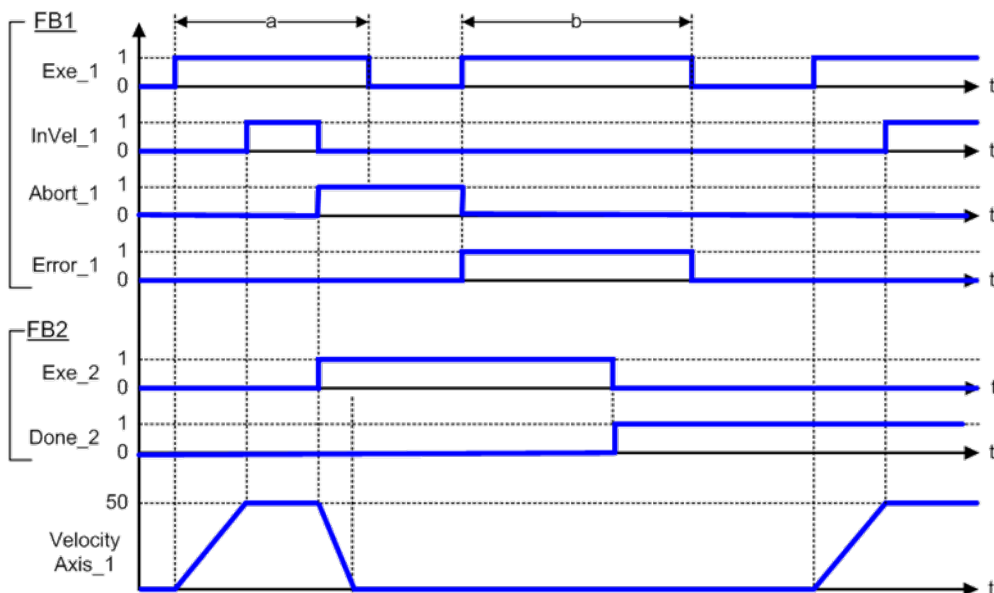 FB1
a
b
Exe_1
1
0
t
InVel_1
1
0
t
Abort_1
1
0
t
Error_1
1
0
t
FB2
Exe_2
1
0
t
Done_2
1
0
t
50
Velocity
Axis_1
t